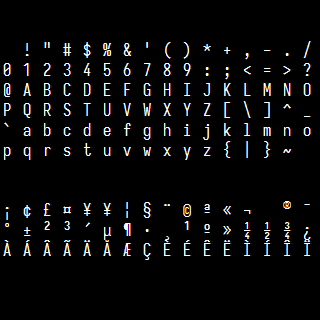 ! " # $ % & ' ( ) * + , - . /
0 1 2 3 4 5 6 7 8 9 : ; < = > ?
@ A B C D E F G H I J K L M N O
P Q R S T U V W X Y Z [ \ ] ^ _
` a b c d e f g h i j k l m n o
p q r s t u v w x y z { | } ~
¡ ¢ £ ¤ ¥ ¥ ¦ § ¨ © ª « ¬ ® ¯
° ± ² ³ ´ µ ¶ · ¹ º » ¼ ½ ¾ ¿
À Á Â Ã Ä Å Æ Ç È É Ê Ë Ì Í Î Ï